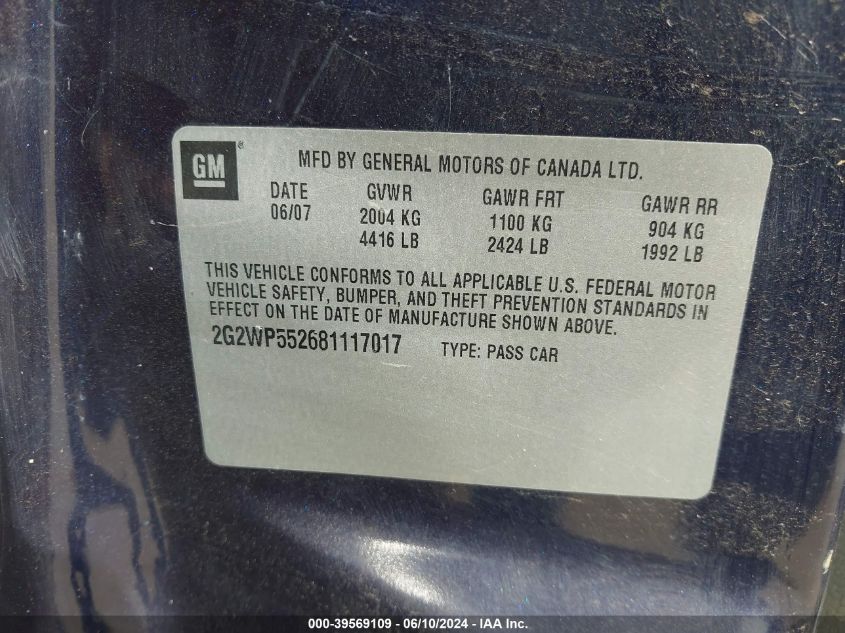 GM®
MFD BY GENERAL MOTORS OF CANADA LTD.
DATE GVWR GAWR FRT GAWR RR
06/07 2004 KG 1100 KG 904 KG
4416 LB 2424 LB 1992 LB
THIS VEHICLE CONFORMS TO ALL APPLICABLE U.S. FEDERAL MOTOR
VEHICLE SAFETY, BUMPER, AND THEFT PREVENTION STANDARDS IN
EFFECT ON THE DATE OF MANUFACTURE SHOWN ABOVE.
2G2WP552681117017 TYPE: PASS CAR
000-39569109 - 06/10/2024 - IAA Inc.